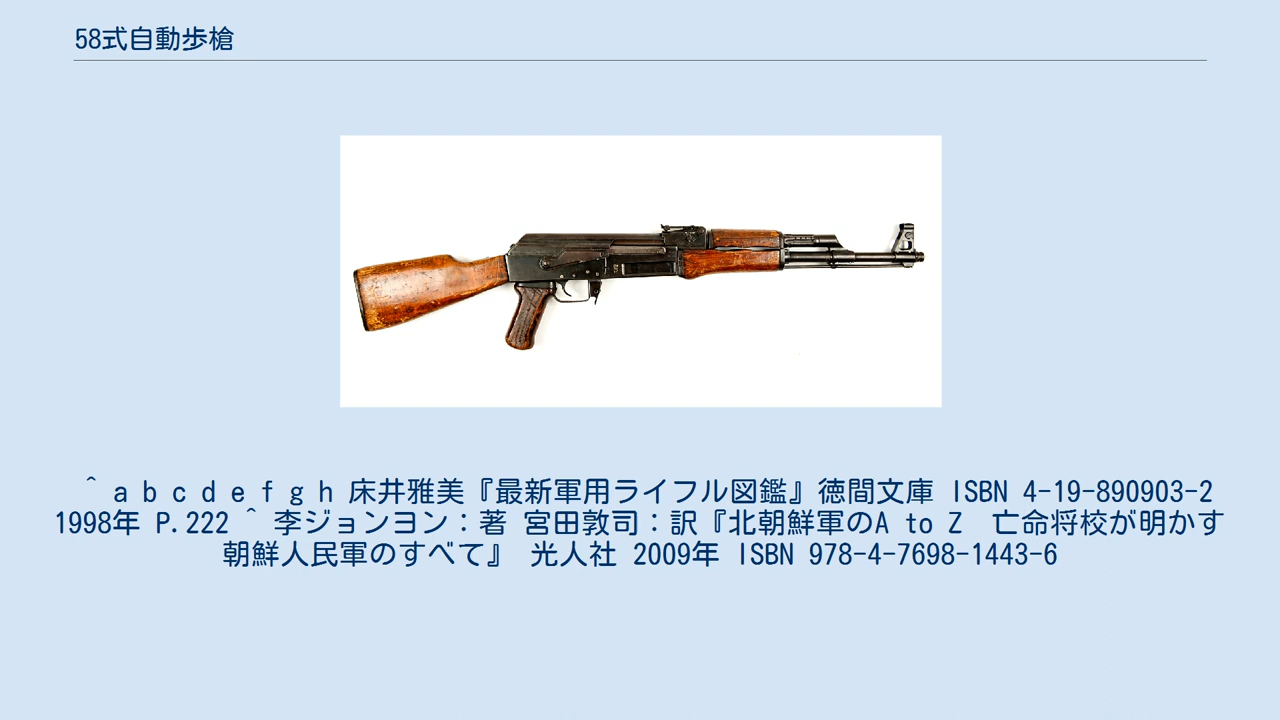 58式自動歩槍
^ a b c d e f g h 床井雅美『最新軍用ライフル図鑑』徳間文庫 ISBN 4-19-890903-2
1998年 P.222 ^ 李ジョンヨン：著 宮田敦司：訳『北朝鮮軍のA to Z　亡命将校が明かす
朝鮮人民軍のすべて』 光人社 2009年 ISBN 978-4-7698-1443-6